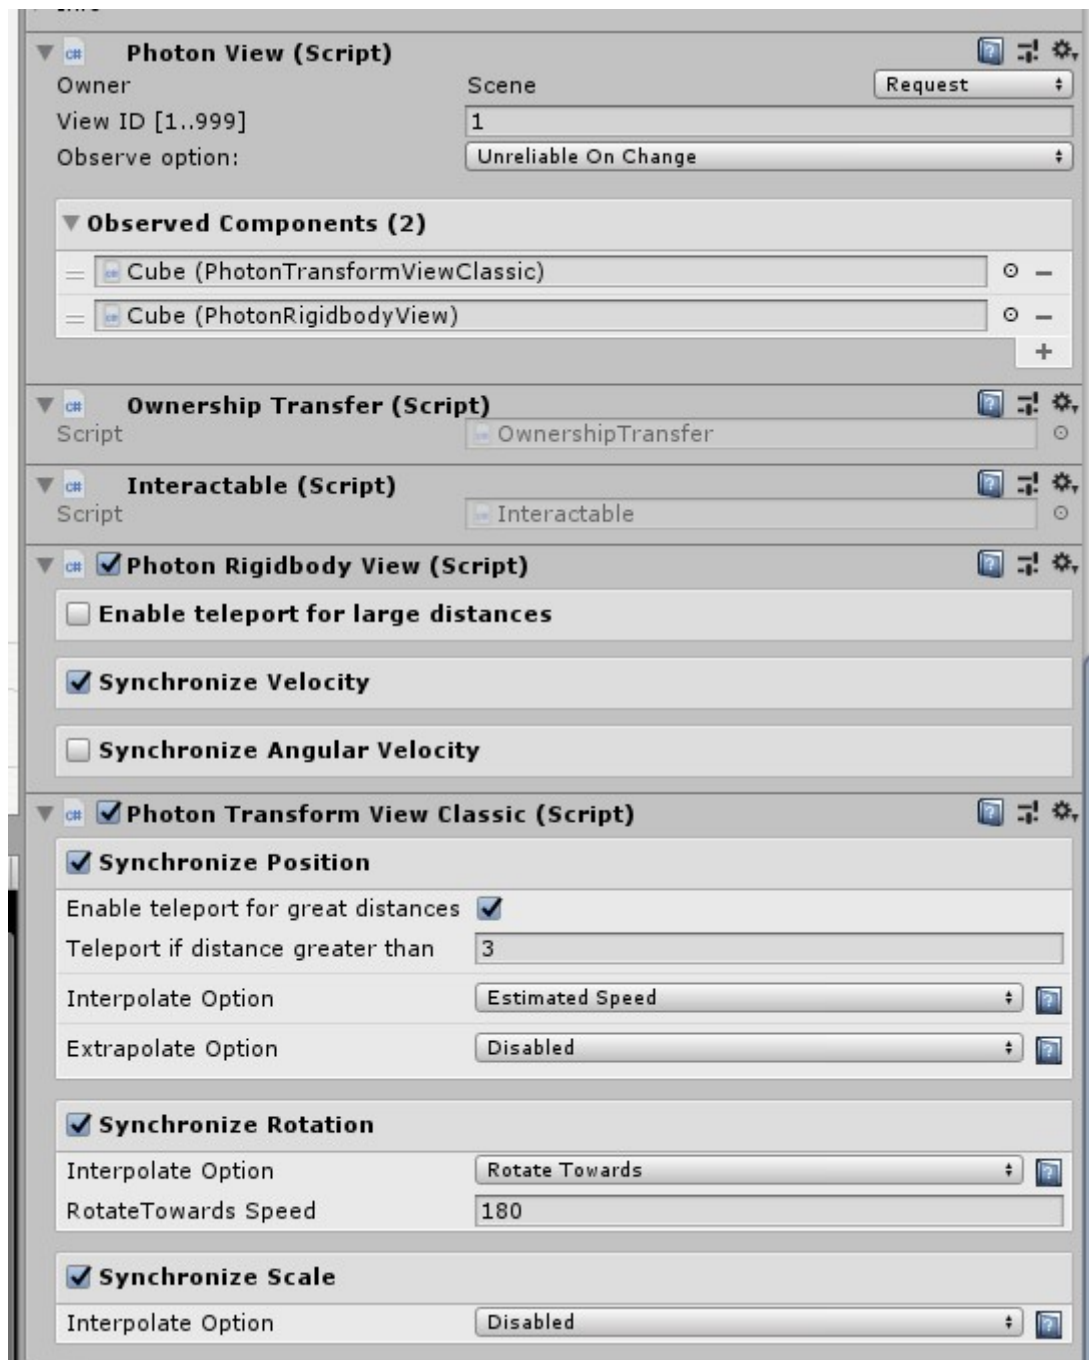 Photon View (Script)
Owner Scene Request
View ID [1..999] 1
Observe option: Unreliable On Change
Observed Components (2)
Cube (PhotonTransformViewClassic)
Cube (PhotonRigidbodyView)
Ownership Transfer (Script)
Script OwnershipTransfer
Interactable (Script)
Script Interactable
Photon Rigidbody View (Script)
Enable teleport for large distances
Synchronize Velocity
Synchronize Angular Velocity
Photon Transform View Classic (Script)
Synchronize Position
Enable teleport for great distances
Teleport if distance greater than 3
Interpolate Option Estimated Speed
Extrapolate Option Disabled
Synchronize Rotation
Interpolate Option Rotate Towards
RotateTowards Speed 180
Synchronize Scale
Interpolate Option Disabled